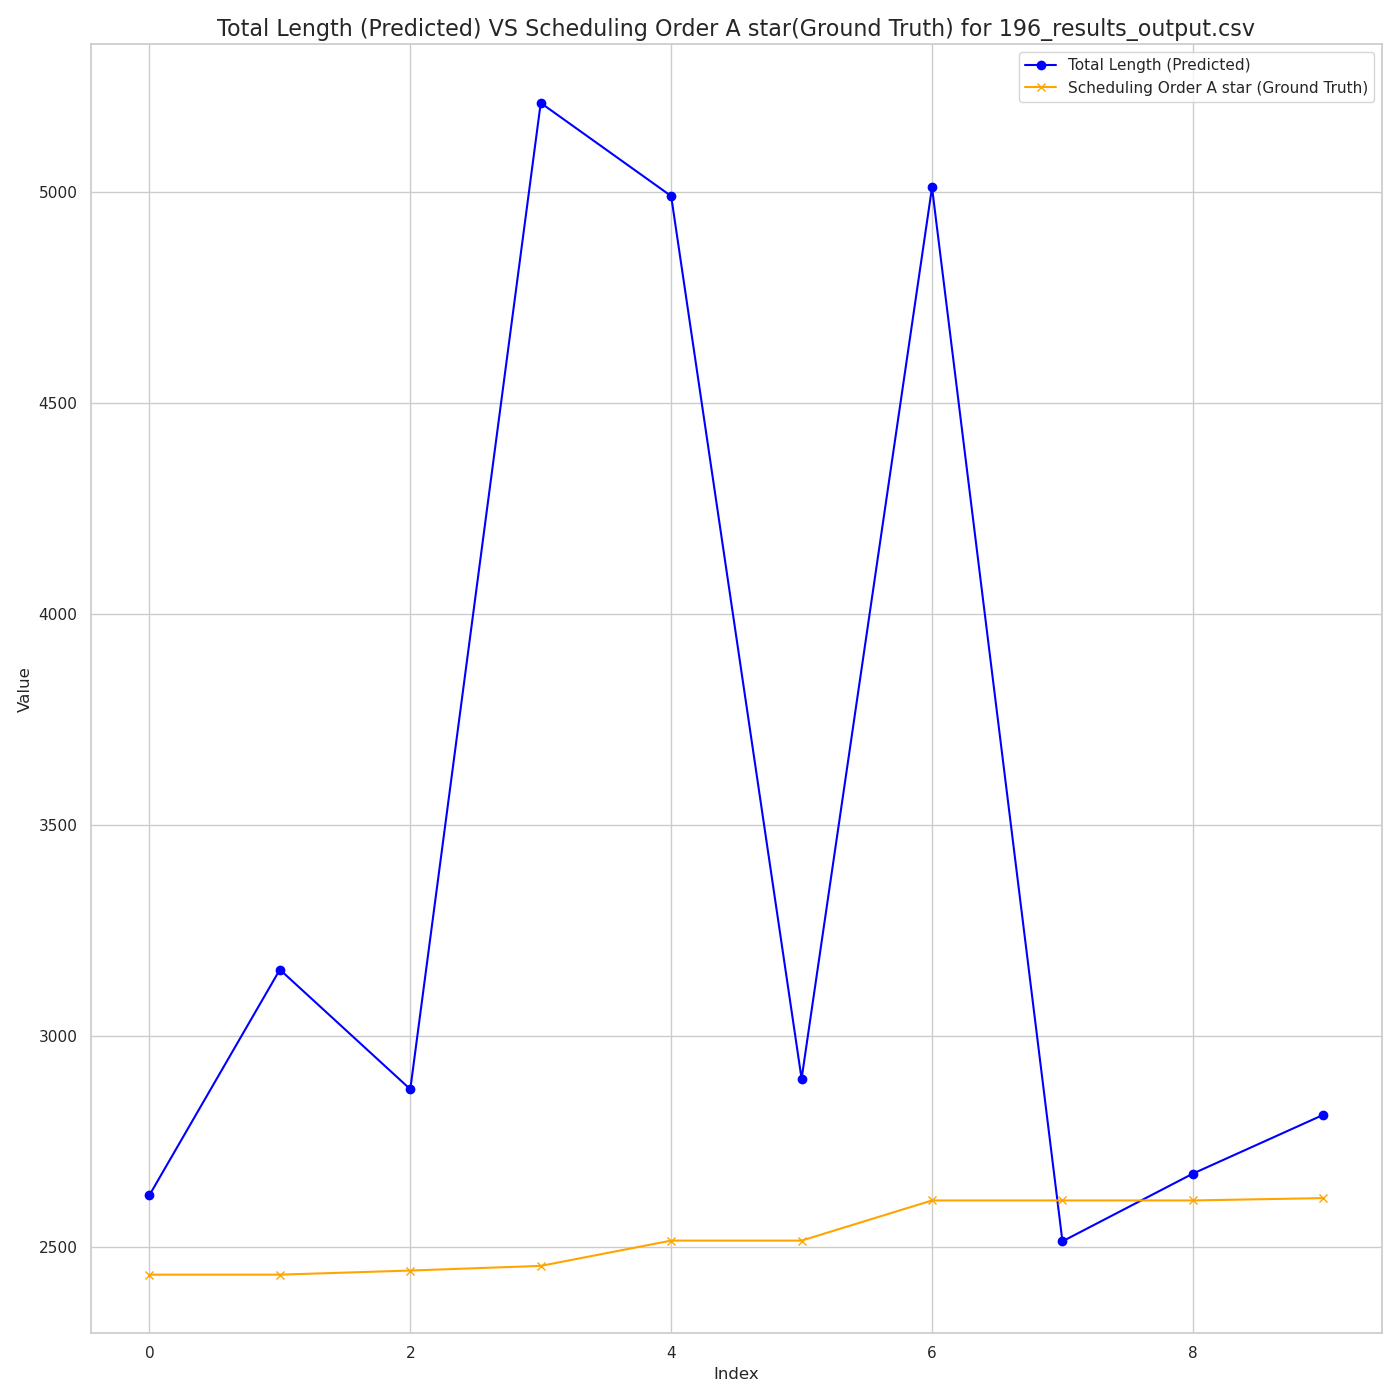 Total Length (Predicted) VS Scheduling Order A star(Ground Truth) for 196_results_output.csv
Total Length (Predicted)
Scheduling Order A star (Ground Truth)
5000
4500
4000
3500
3000
2500
Value
0 2 4 6 8
Index